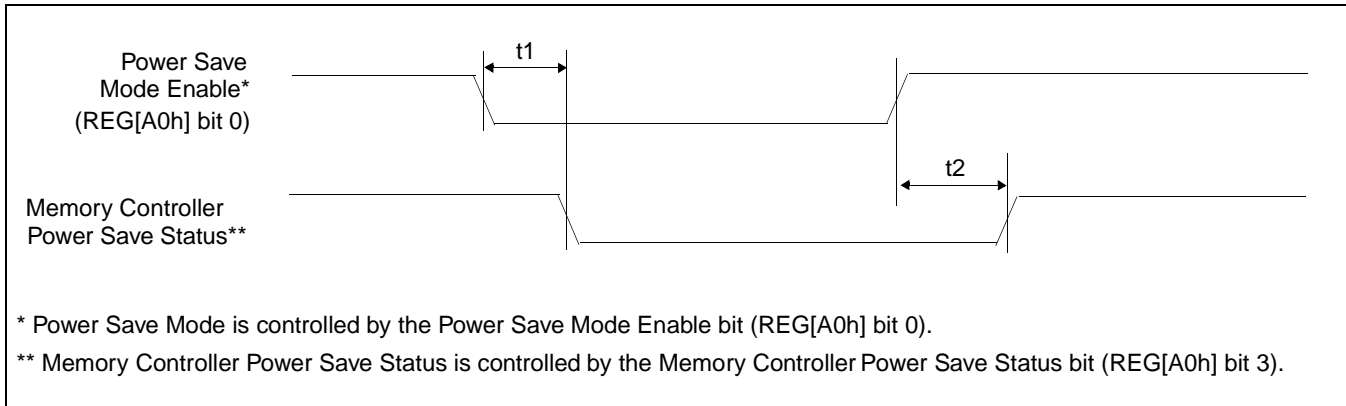 Power Save
Mode Enable*
(REG[A0h] bit 0)
t1
t2
Memory Controller
Power Save Status**
* Power Save Mode is controlled by the Power Save Mode Enable bit (REG[A0h] bit 0).
** Memory Controller Power Save Status is controlled by the Memory Controller Power Save Status bit (REG[A0h] bit 3).